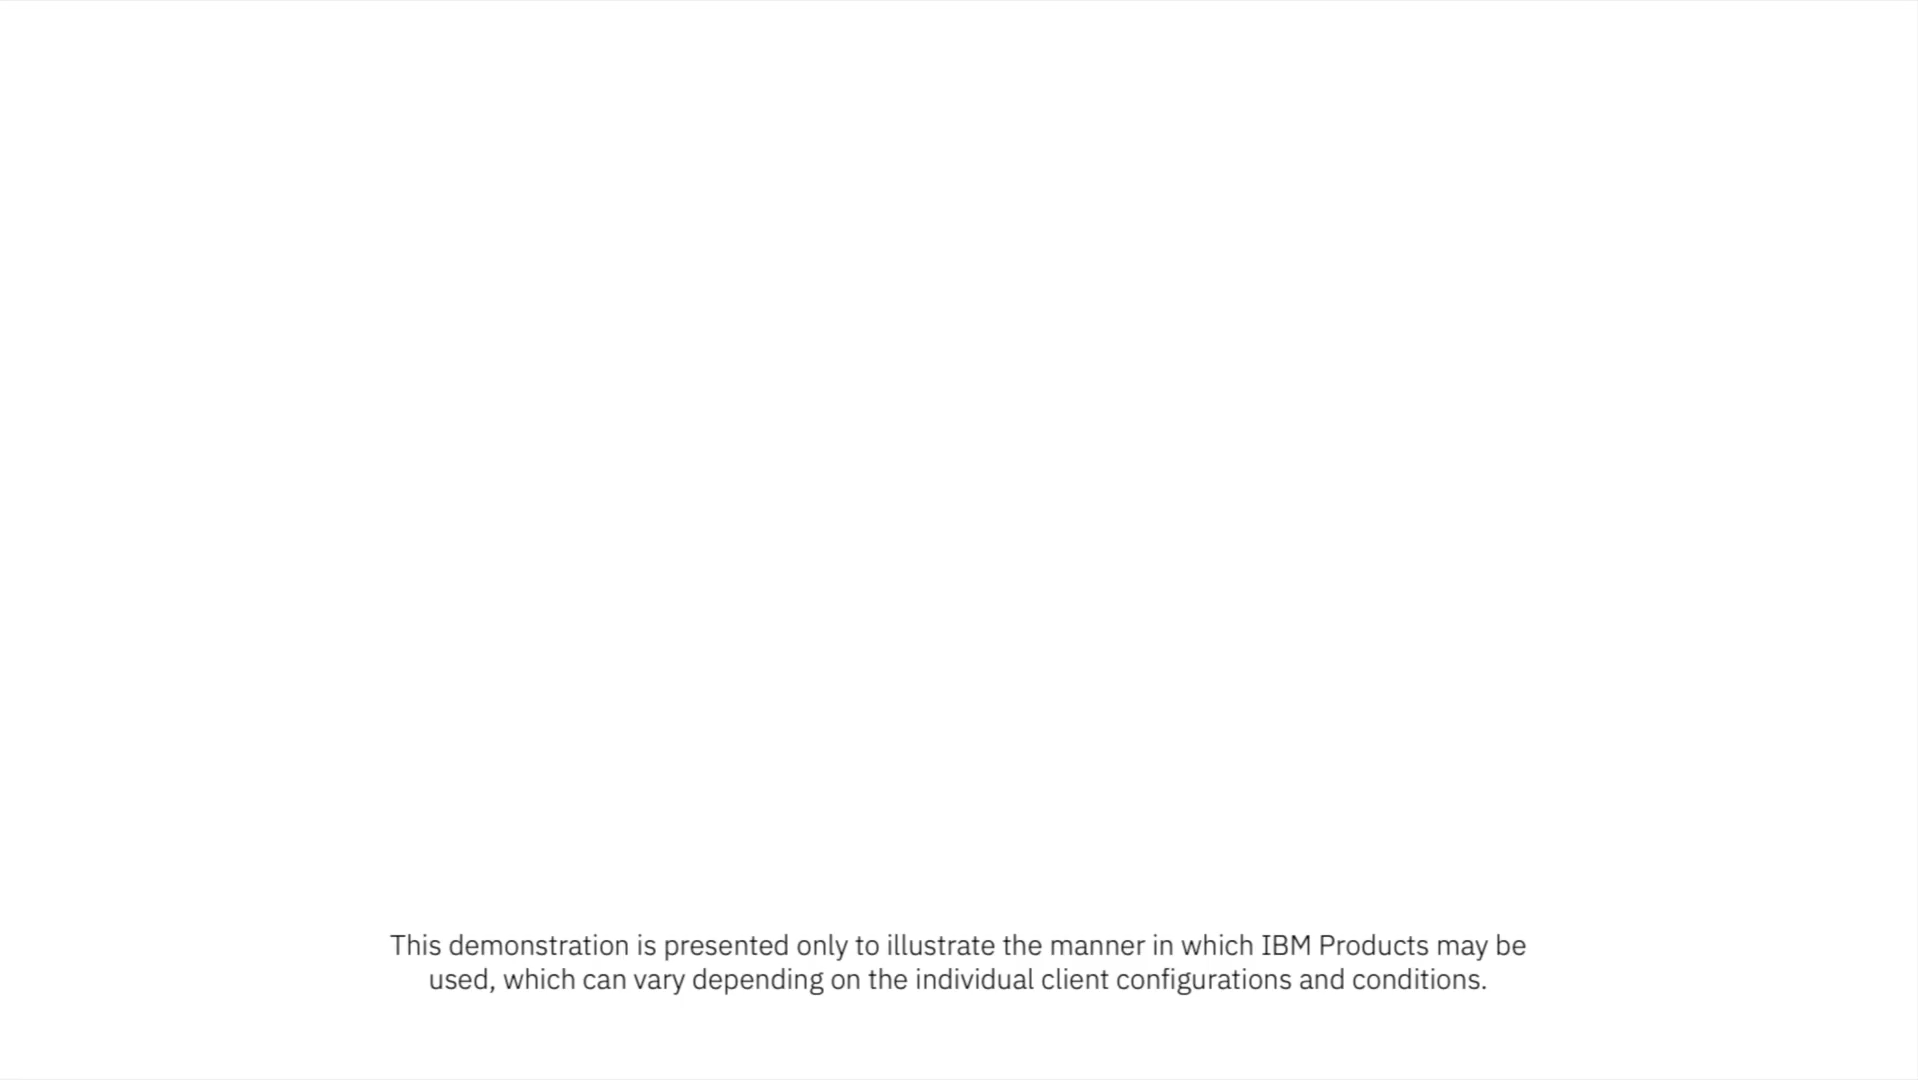 This demonstration is presented only to illustrate the manner in which IBM Products may be
used, which can vary depending on the individual client configurations and conditions.